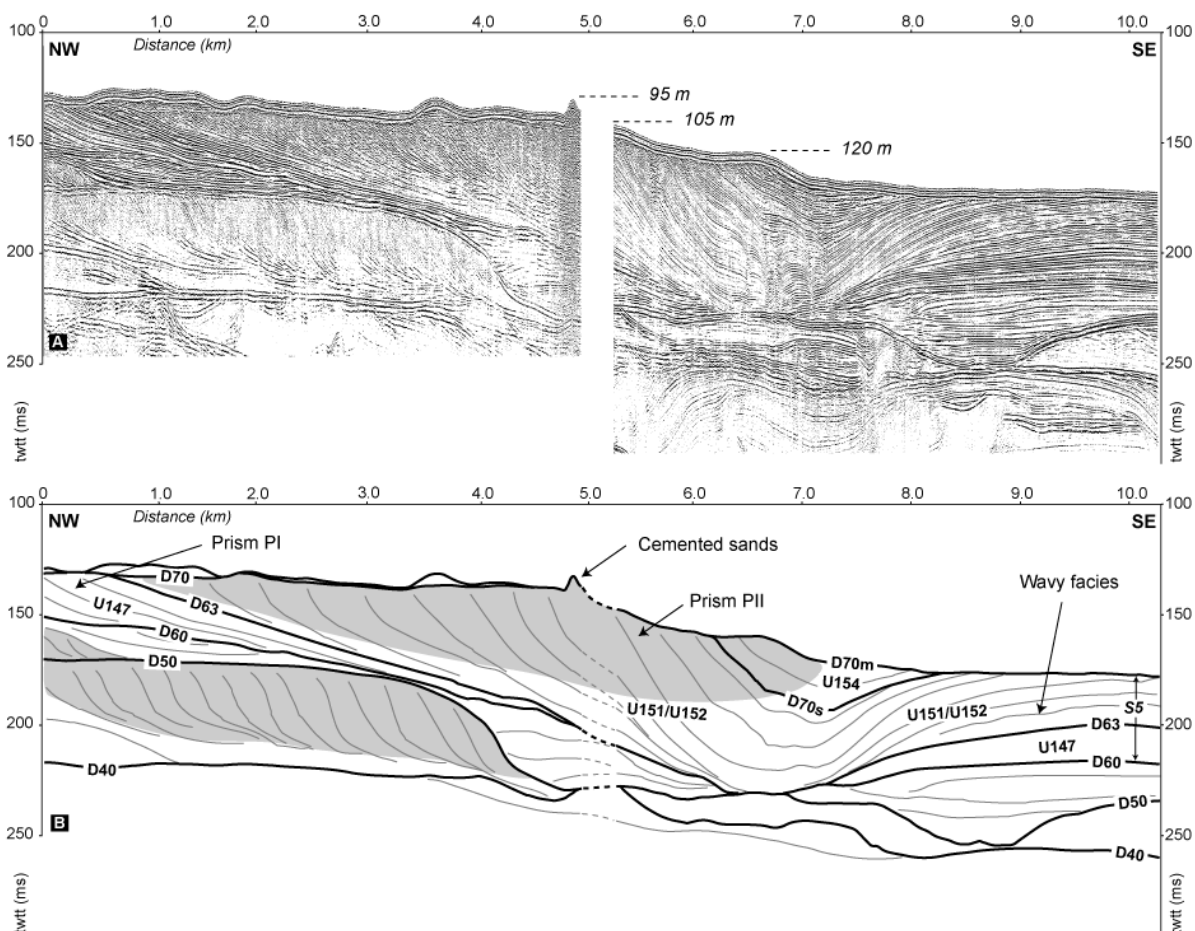 0 1.0 2.0 3.0 4.0 5.0 6.0 7.0 8.0 9.0 10.0
100 100
NW Distance (km) SE
95 m
105 m
150 120 m 150
200 200
A
250 250
twtt (ms) twtt (ms)
0 1.0 2.0 3.0 4.0 5.0 6.0 7.0 8.0 9.0 10.0
100 100
NW Distance (km) SE
Prism PI Cemented sands
D70 Wavy facies
U147 D63 Prism PII
150 150
D60
D50 D70m
U154
D70s
U151/U152 U151/U152 S5
200 D63 200
U147
D60
D40
D50
B
250 250
D40
twtt (ms) twtt (ms)